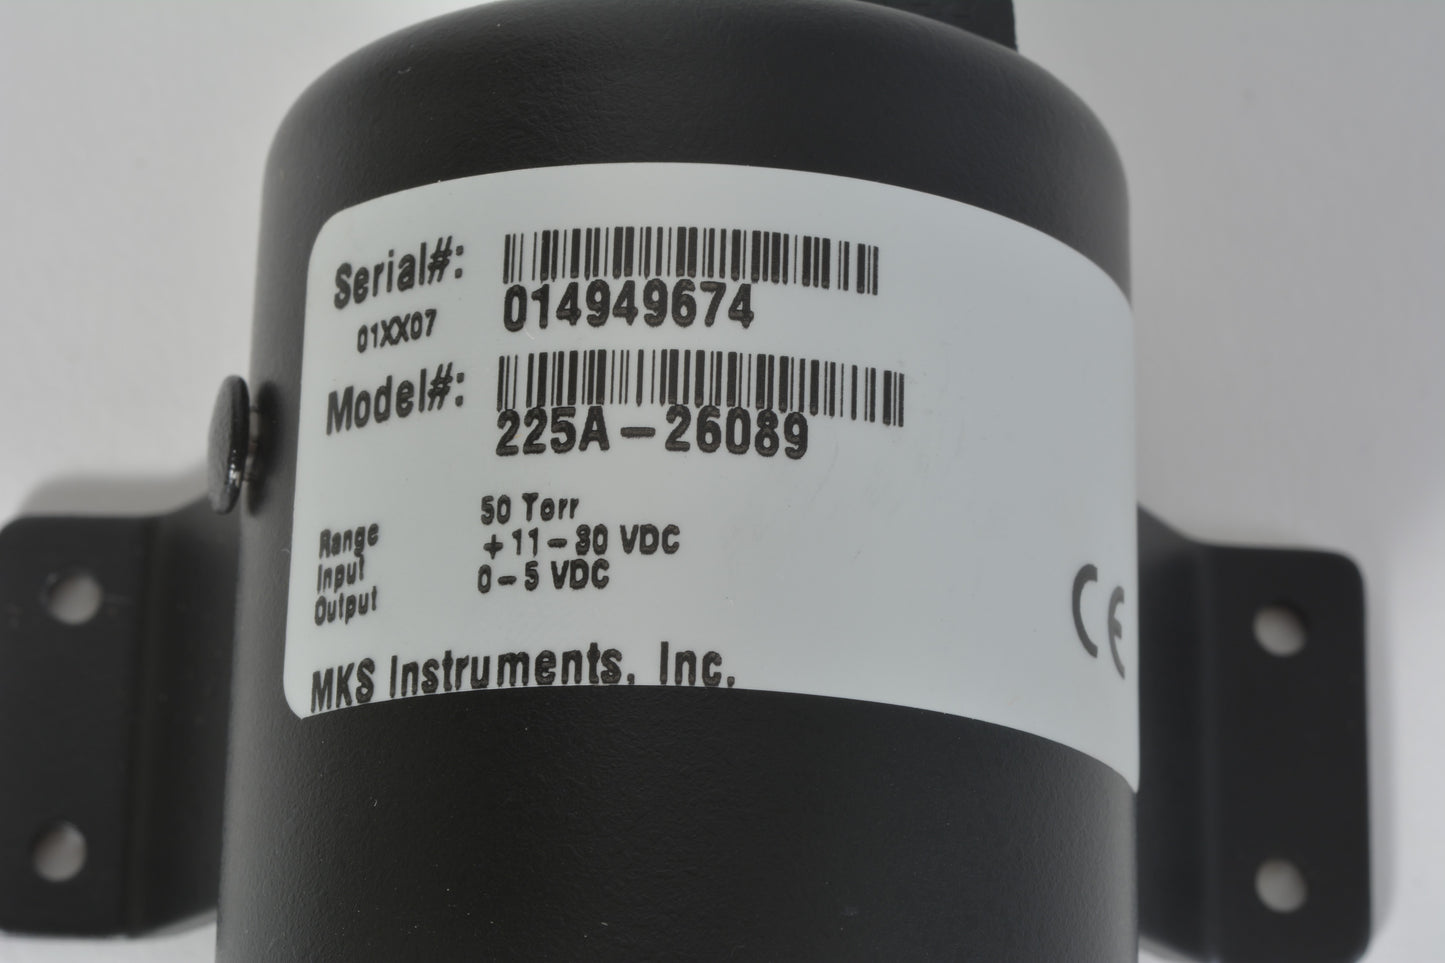 Serial#: 014949674
01XX07
Model#: 225A-26089
Range 50 Torr
Input +11-30 VDC
Output 0-5 VDC
MKS Instruments, Inc.
CE